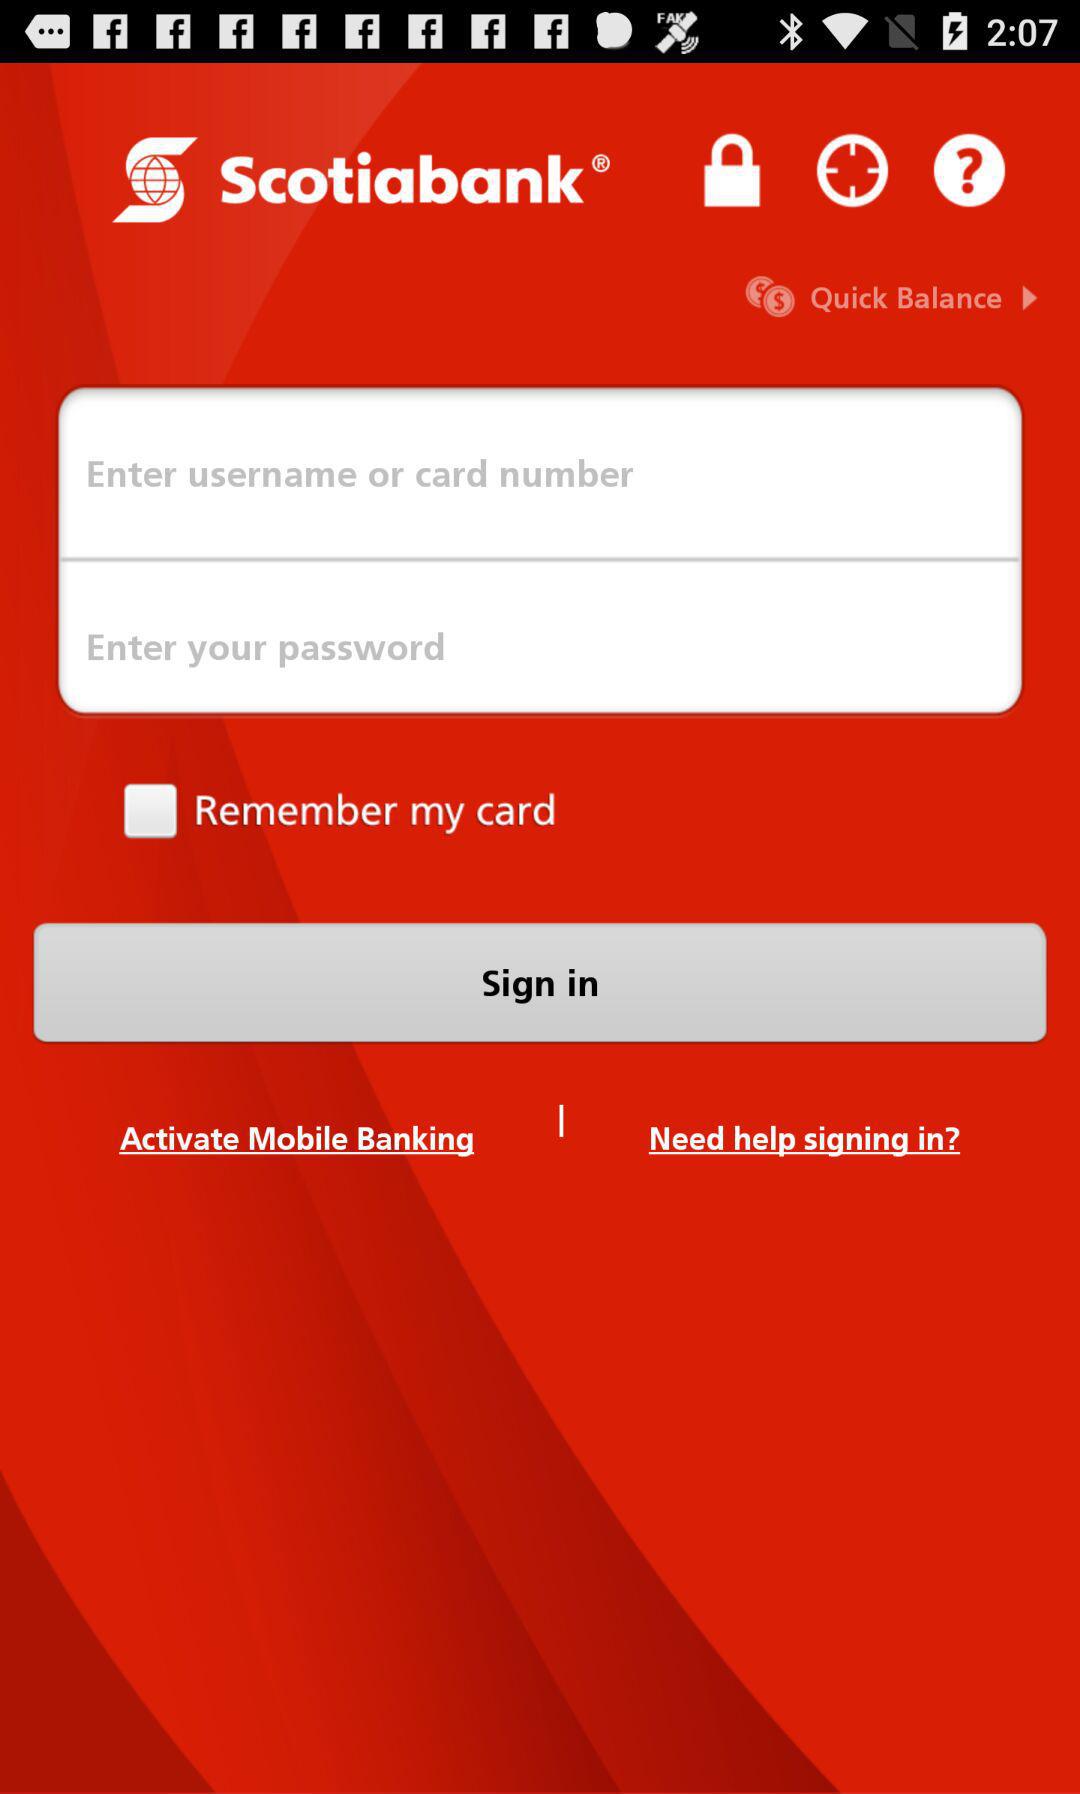 FAKE
2:07
Scotiabank®
Quick Balance
Enter username or card number
Enter your password
Remember my card
Sign in
Activate Mobile Banking | Need help signing in?